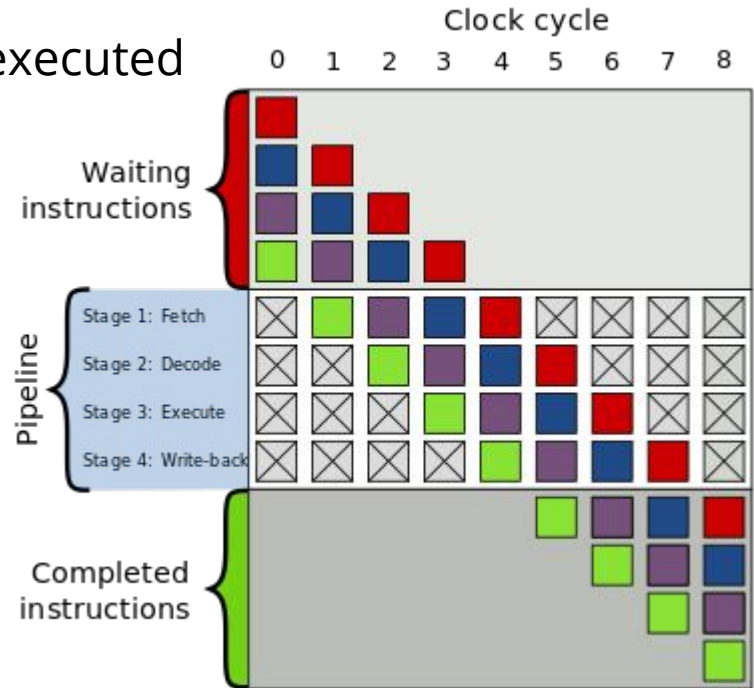 Clock cycle
executed
0 1 2 3 4 5 6 7 8
Waiting
instructions
Pipeline
Stage 1: Fetch
Stage 2: Decode
Stage 3: Execute
Stage 4: Write-back
Completed
instructions